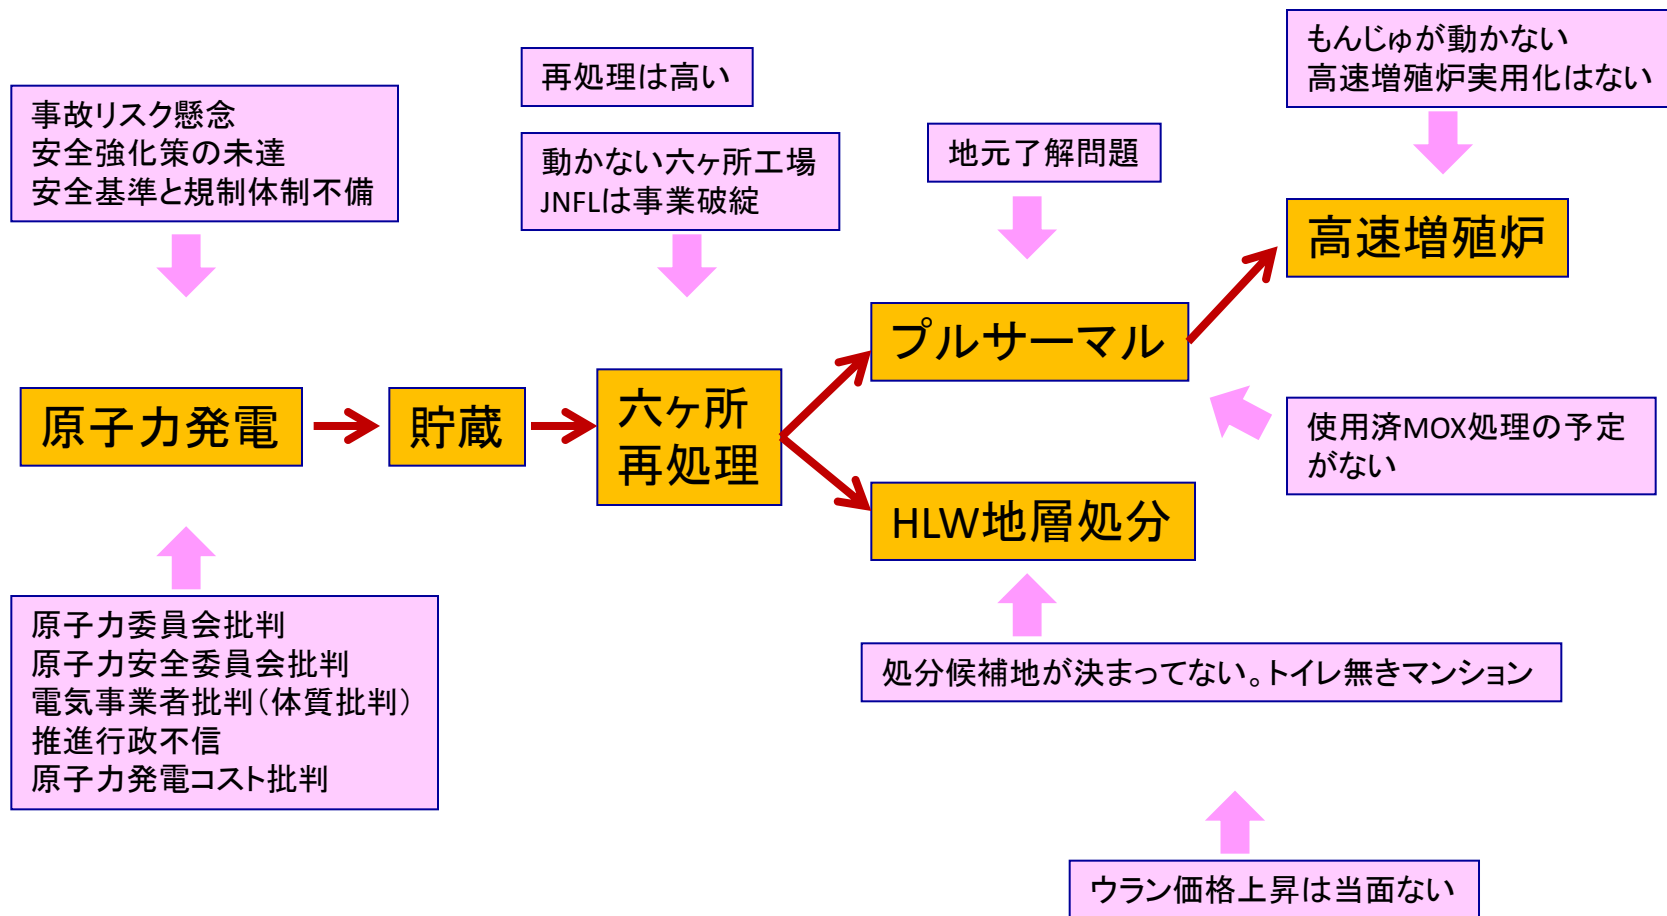 もんじゅが動かない
高速増殖炉実用化はない
再処理は高い
事故リスク懸念
安全強化策の未達
安全基準と規制体制不備
動かない六ヶ所工場
JNFLは事業破綻
地元了解問題
高速増殖炉
プルサーマル
原子力発電
貯蔵
六ヶ所
再処理
使用済MOX処理の予定
がない
HLW地層処分
原子力委員会批判
原子力安全委員会批判
電気事業者批判(体質批判)
推進行政不信
原子力発電コスト批判
処分候補地が決まってない。トイレ無きマンション
ウラン価格上昇は当面ない